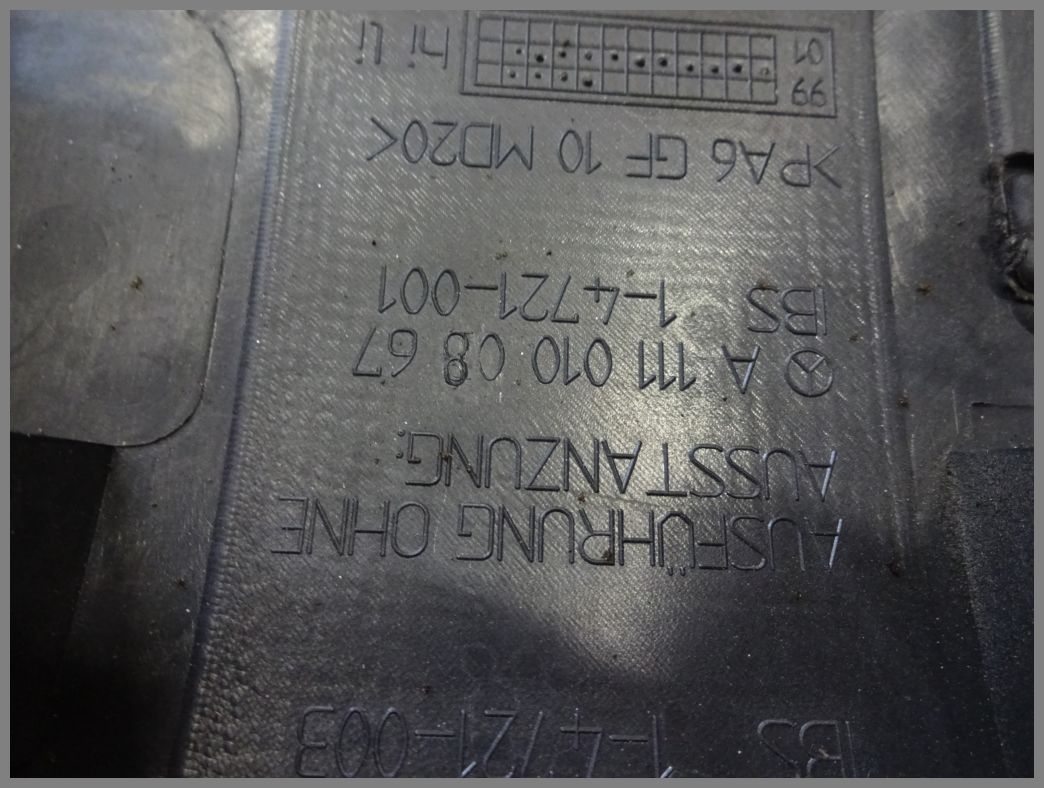 IBS 1-4721-003
AUSFÜHRUNG OHNE
AUSSTANZUNG:
A 111 010 08 67
IBS 1-4721-001
>PA6 GF 10 MD20<
99
01 hi Li